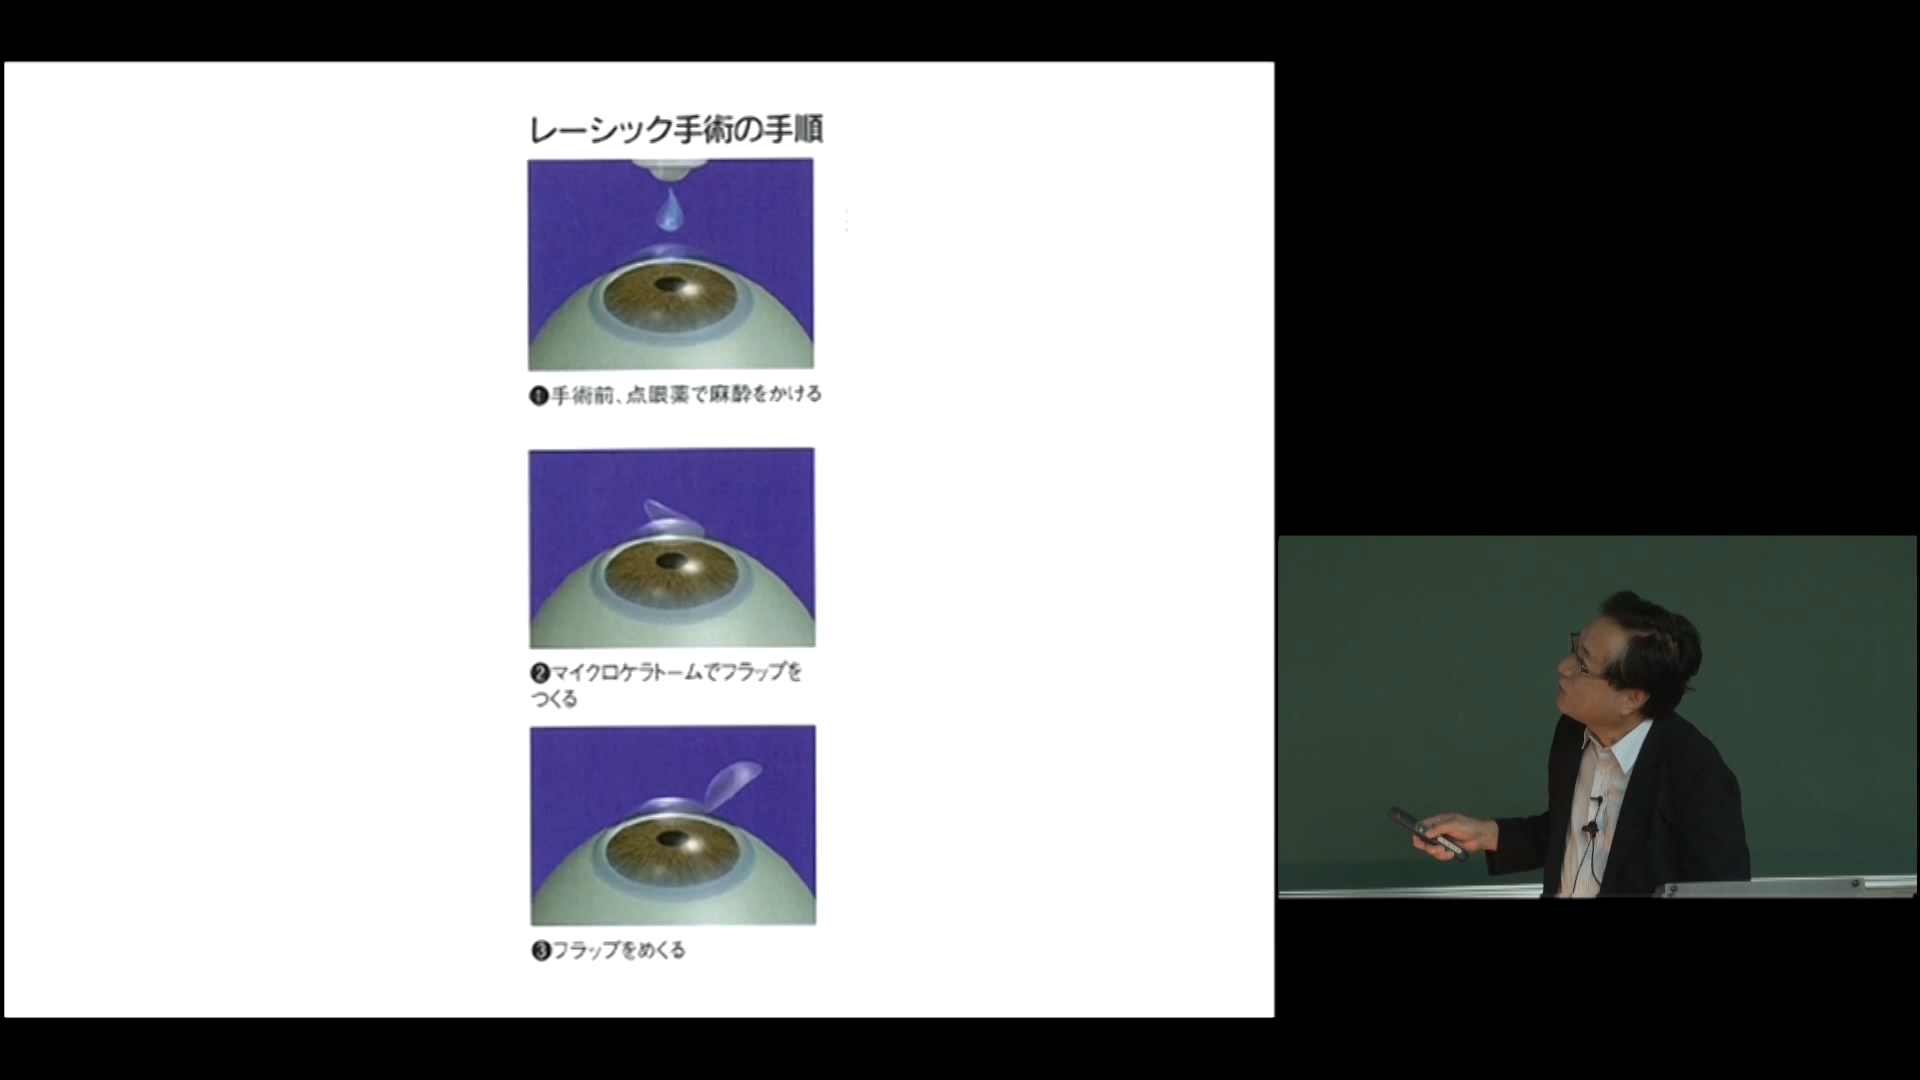 レーシック手術の手順
❶手術前、点眼薬で麻酔をかける
❷マイクロケラトームでフラップを
つくる
❸フラップをめくる